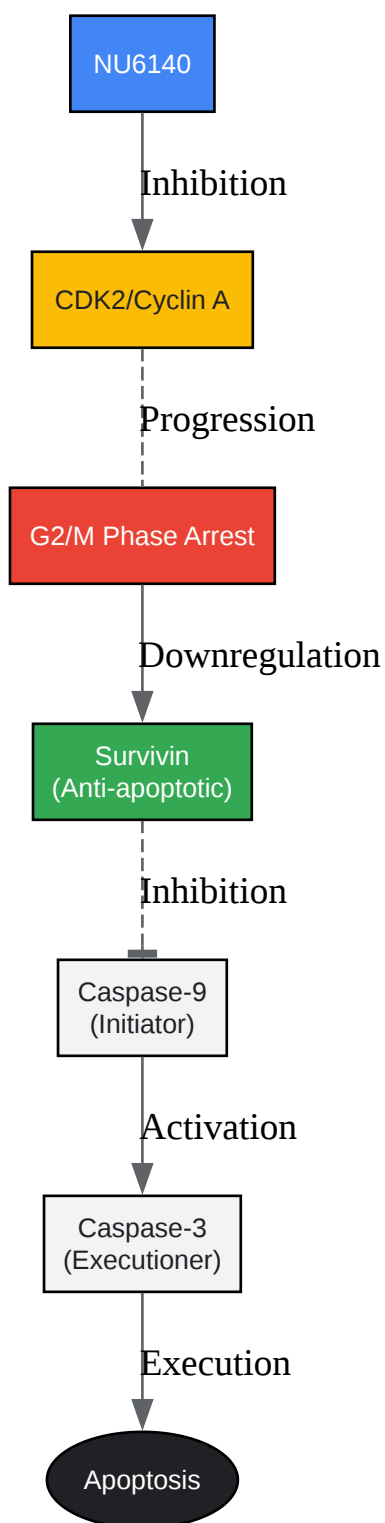 NU6140
Inhibition
CDK2/Cyclin A
Progression
G2/M Phase Arrest
Downregulation
Survivin
(Anti-apoptotic)
Inhibition
Caspase-9
(Initiator)
Activation
Caspase-3
(Executioner)
Execution
Apoptosis